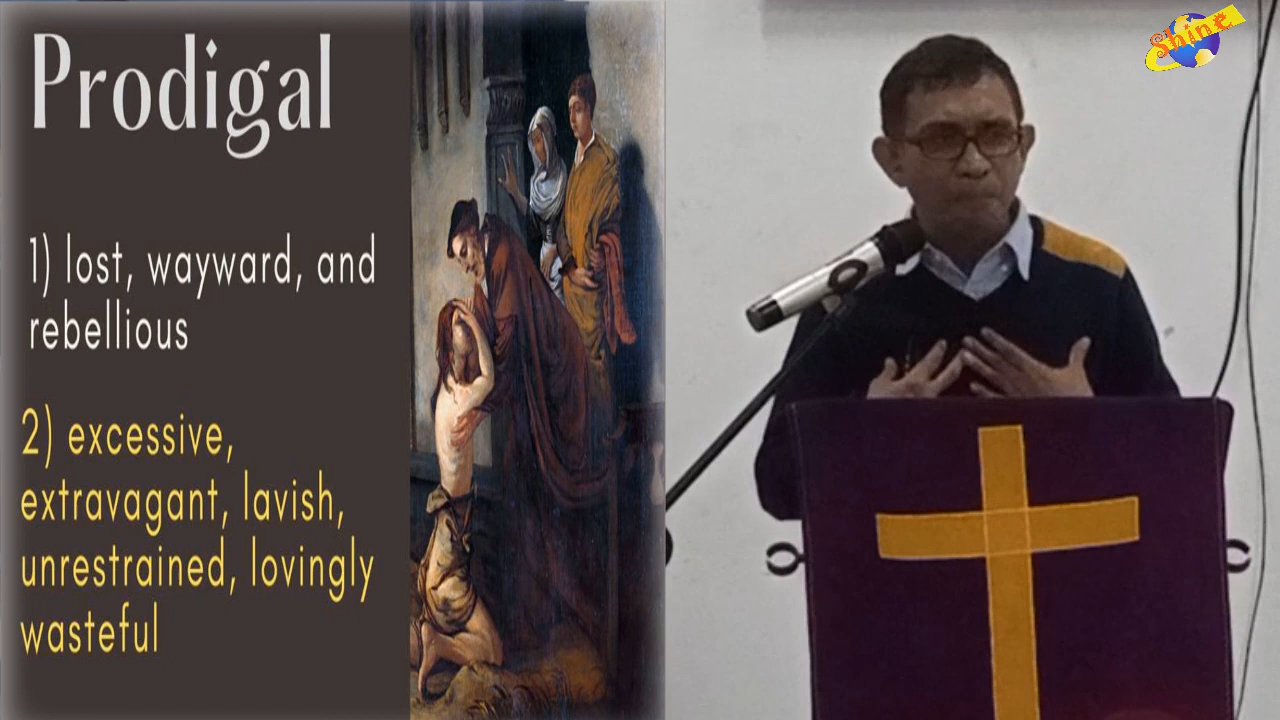 Prodigal
1) lost, wayward, and
rebellious
2) excessive,
extravagant, lavish,
unrestrained, lovingly
wasteful
Shine